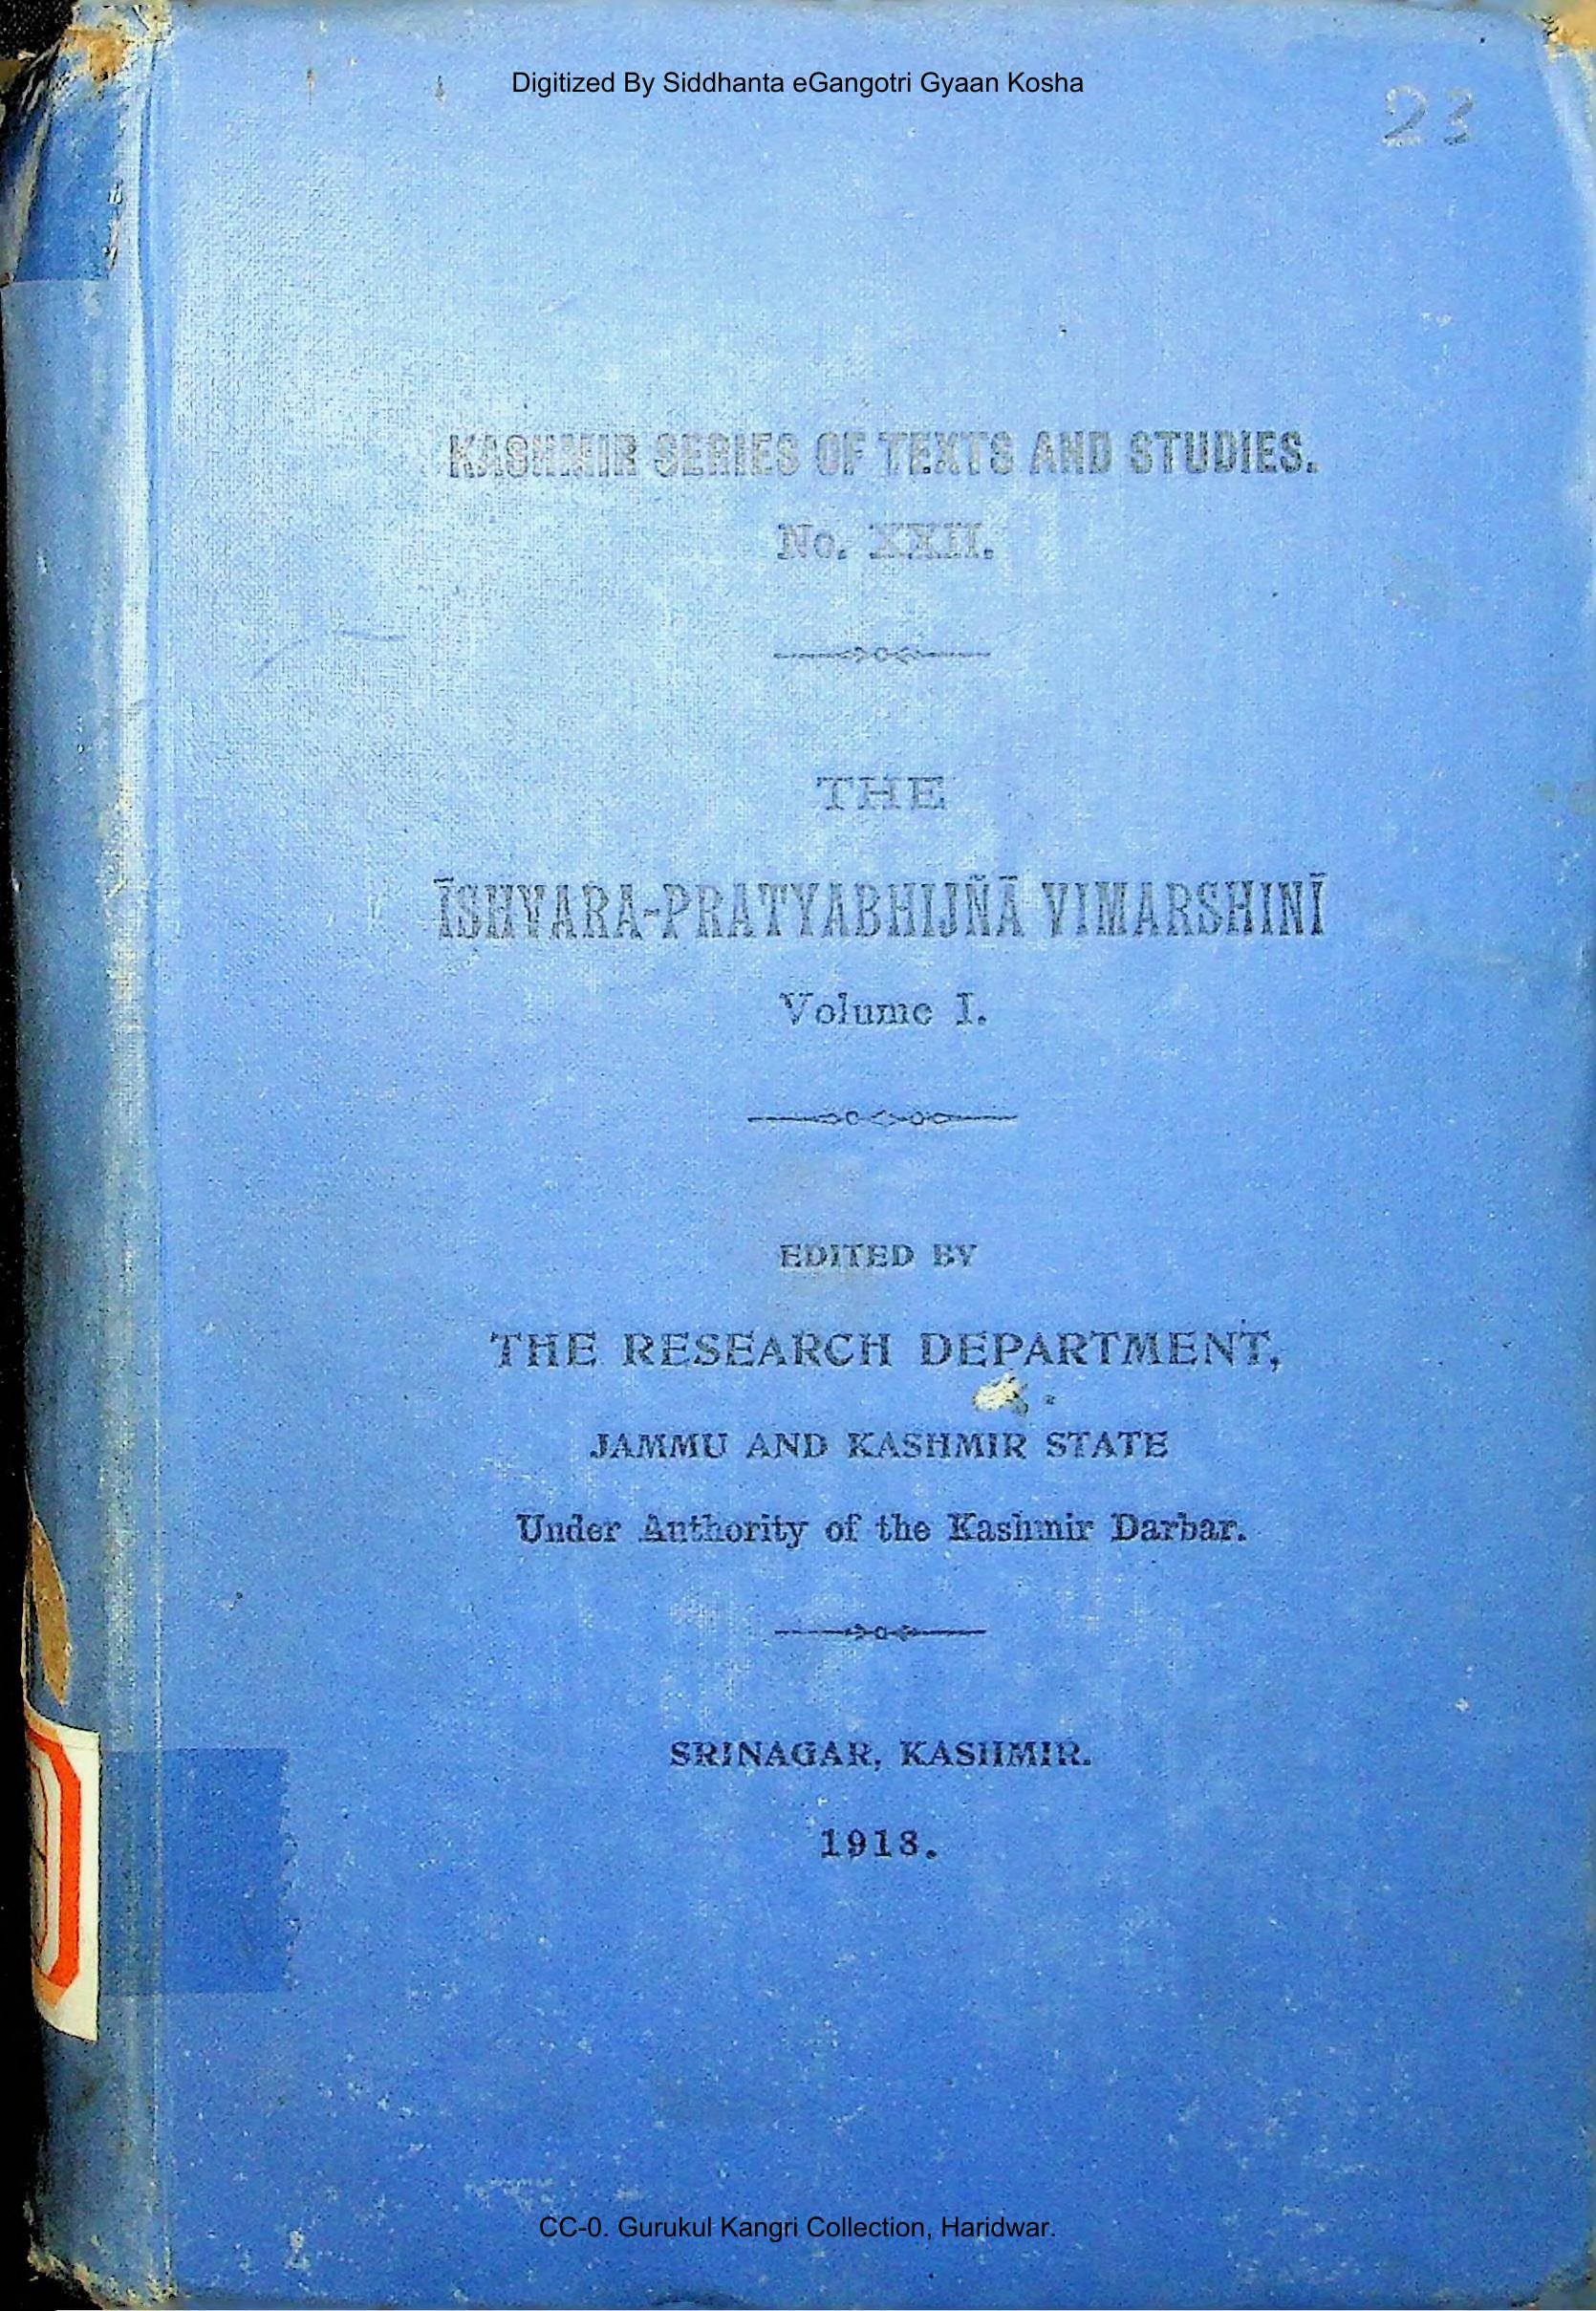 Digitized By Siddhanta eGangotri Gyaan Kosha
23
KASHMIR SERIES OF TEXTS AND STUDIES.
No. XXII.
THE
ĪSHVARA-PRATYABHIJÑĀ VIMARSHINĪ
Volume I.
EDITED BY
THE RESEARCH DEPARTMENT,
JAMMU AND KASHMIR STATE
Under Authority of the Kashmir Darbar.
SRINAGAR, KASHMIR.
1918.
CC-0. Gurukul Kangri Collection, Haridwar.